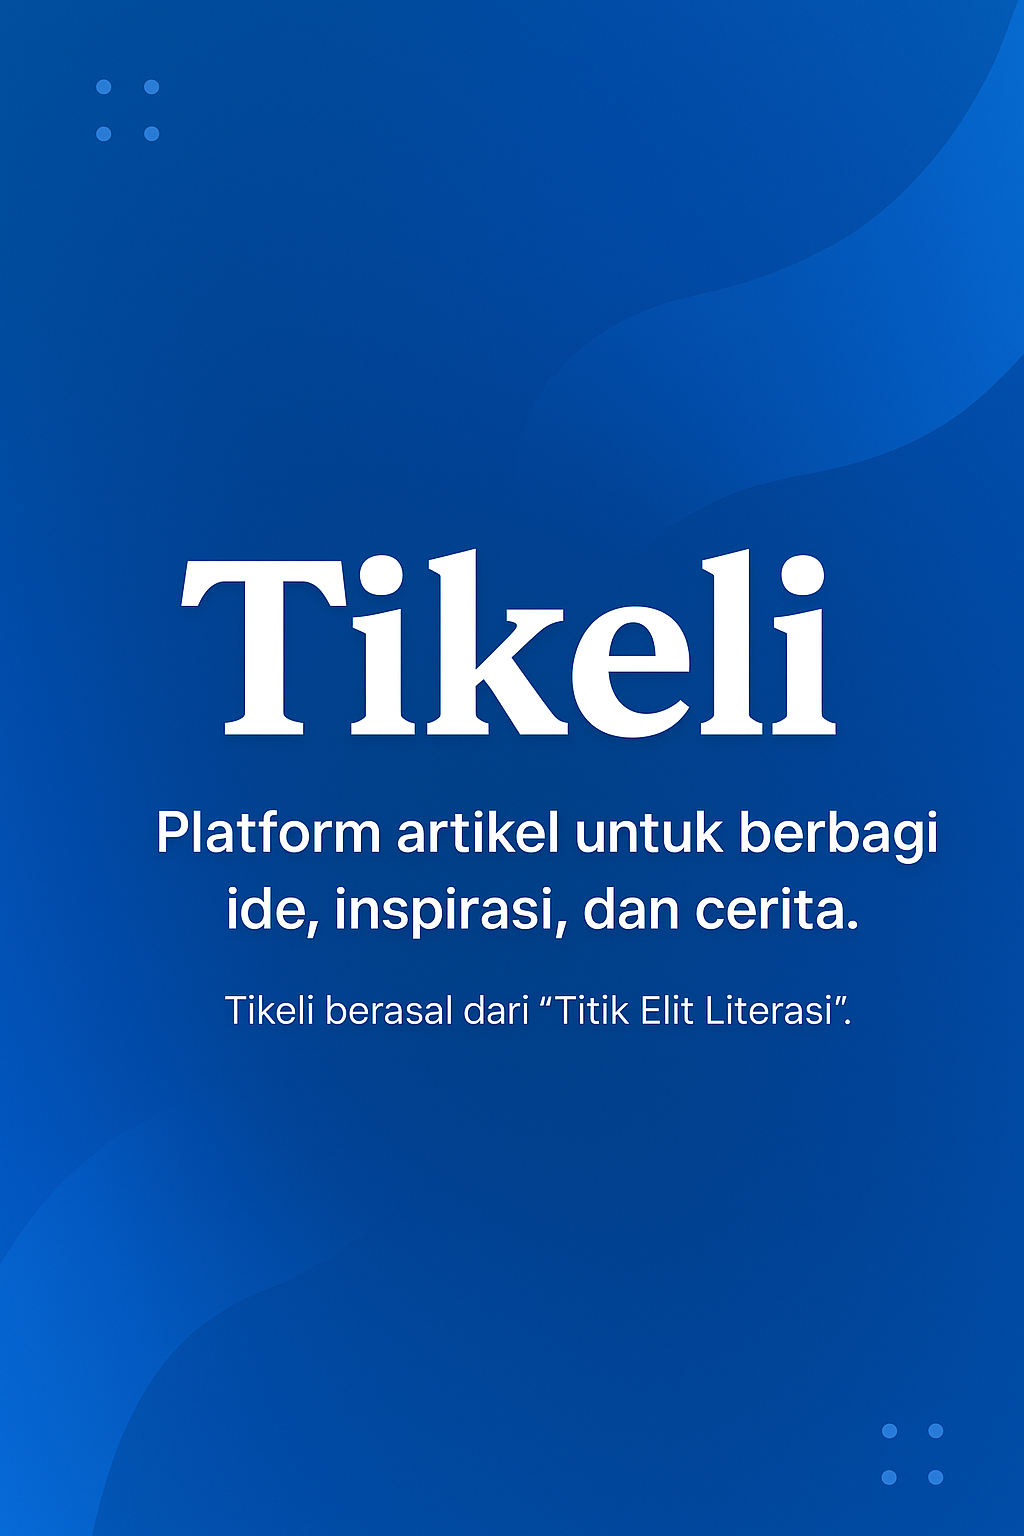 Tikeli
Platform artikel untuk berbagi
ide, inspirasi, dan cerita.
Tikeli berasal dari “Titik Elit Literasi”.